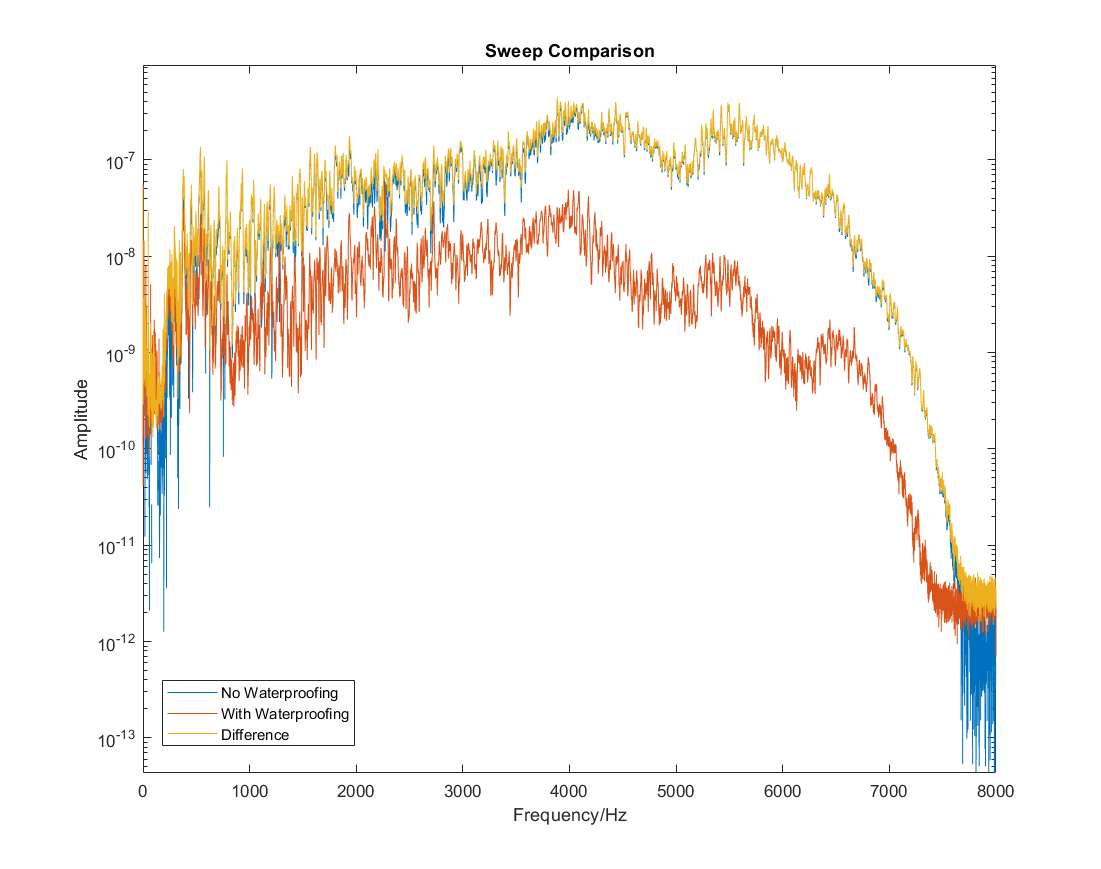 Sweep Comparison
Amplitude
10-7
10-8
10-9
10-10
10-11
10-12
10-13
No Waterproofing
With Waterproofing
Difference
0 1000 2000 3000 4000 5000 6000 7000 8000
Frequency/Hz